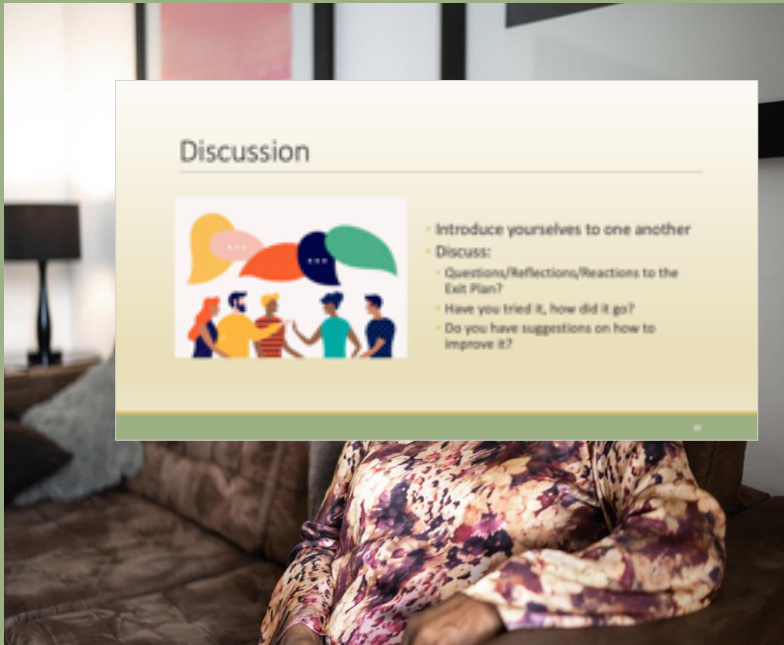 Discussion
Introduce yourselves to one another
Discuss:
Questions/Reflections/Reactions to the
Exit Plan?
Have you tried it, how did it go?
Do you have suggestions on how to
improve it?